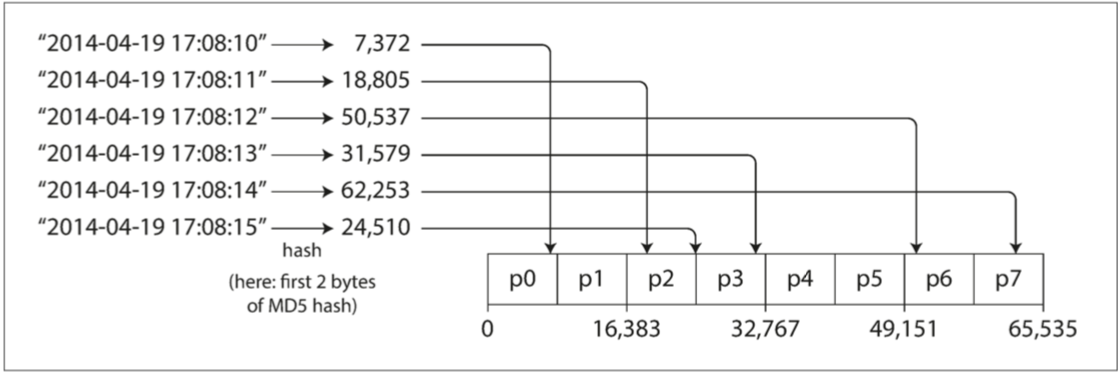 “2014-04-19 17:08:10” 7,372
“2014-04-19 17:08:11” 18,805
“2014-04-19 17:08:12” 50,537
“2014-04-19 17:08:13” 31,579
“2014-04-19 17:08:14” 62,253
“2014-04-19 17:08:15” 24,510
hash
(here: first 2 bytes
of MD5 hash)
p0 p1 p2 p3 p4 p5 p6 p7
0 16,383 32,767 49,151 65,535